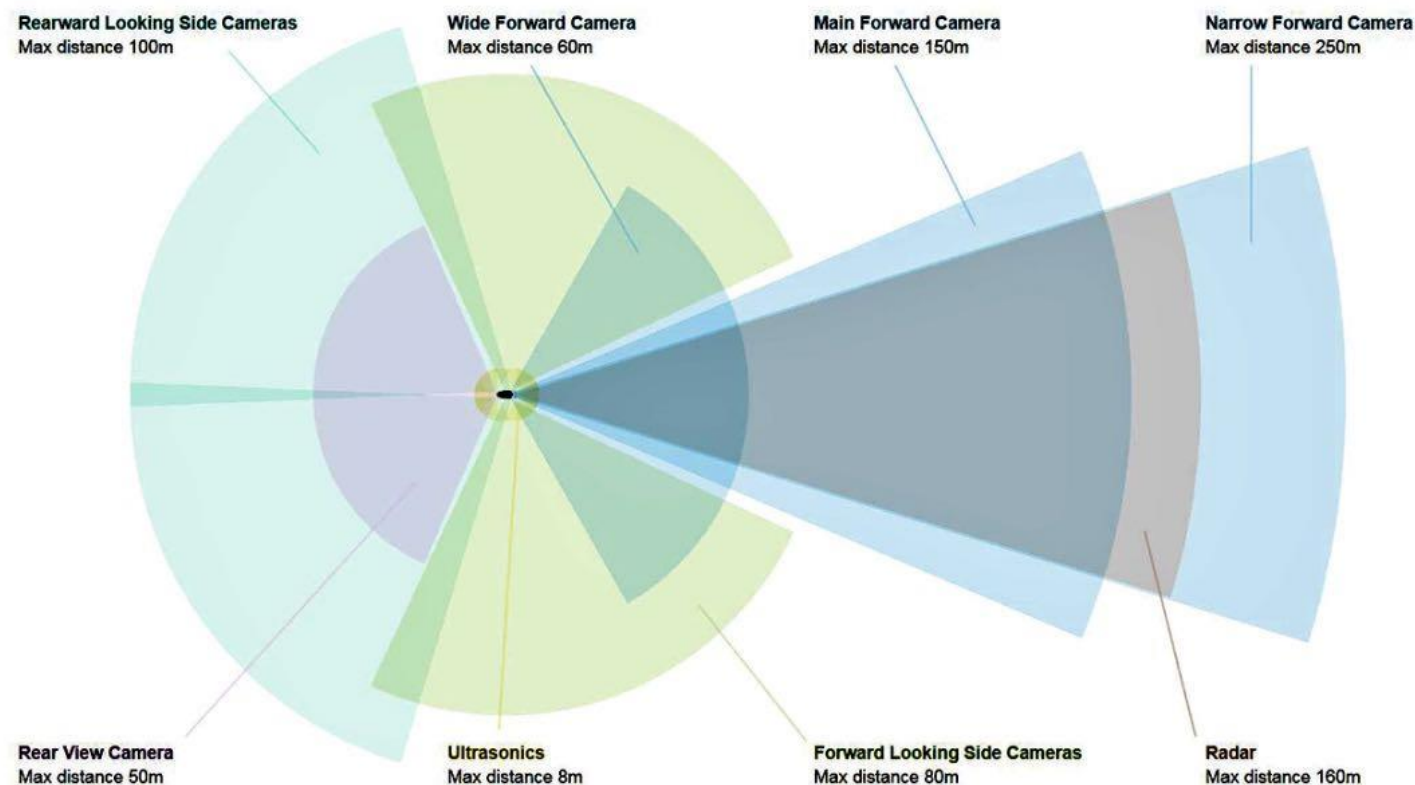 Rearward Looking Side Cameras
Max distance 100m
Wide Forward Camera
Max distance 60m
Main Forward Camera
Max distance 150m
Narrow Forward Camera
Max distance 250m
Rear View Camera
Max distance 50m
Ultrasonics
Max distance 8m
Forward Looking Side Cameras
Max distance 80m
Radar
Max distance 160m